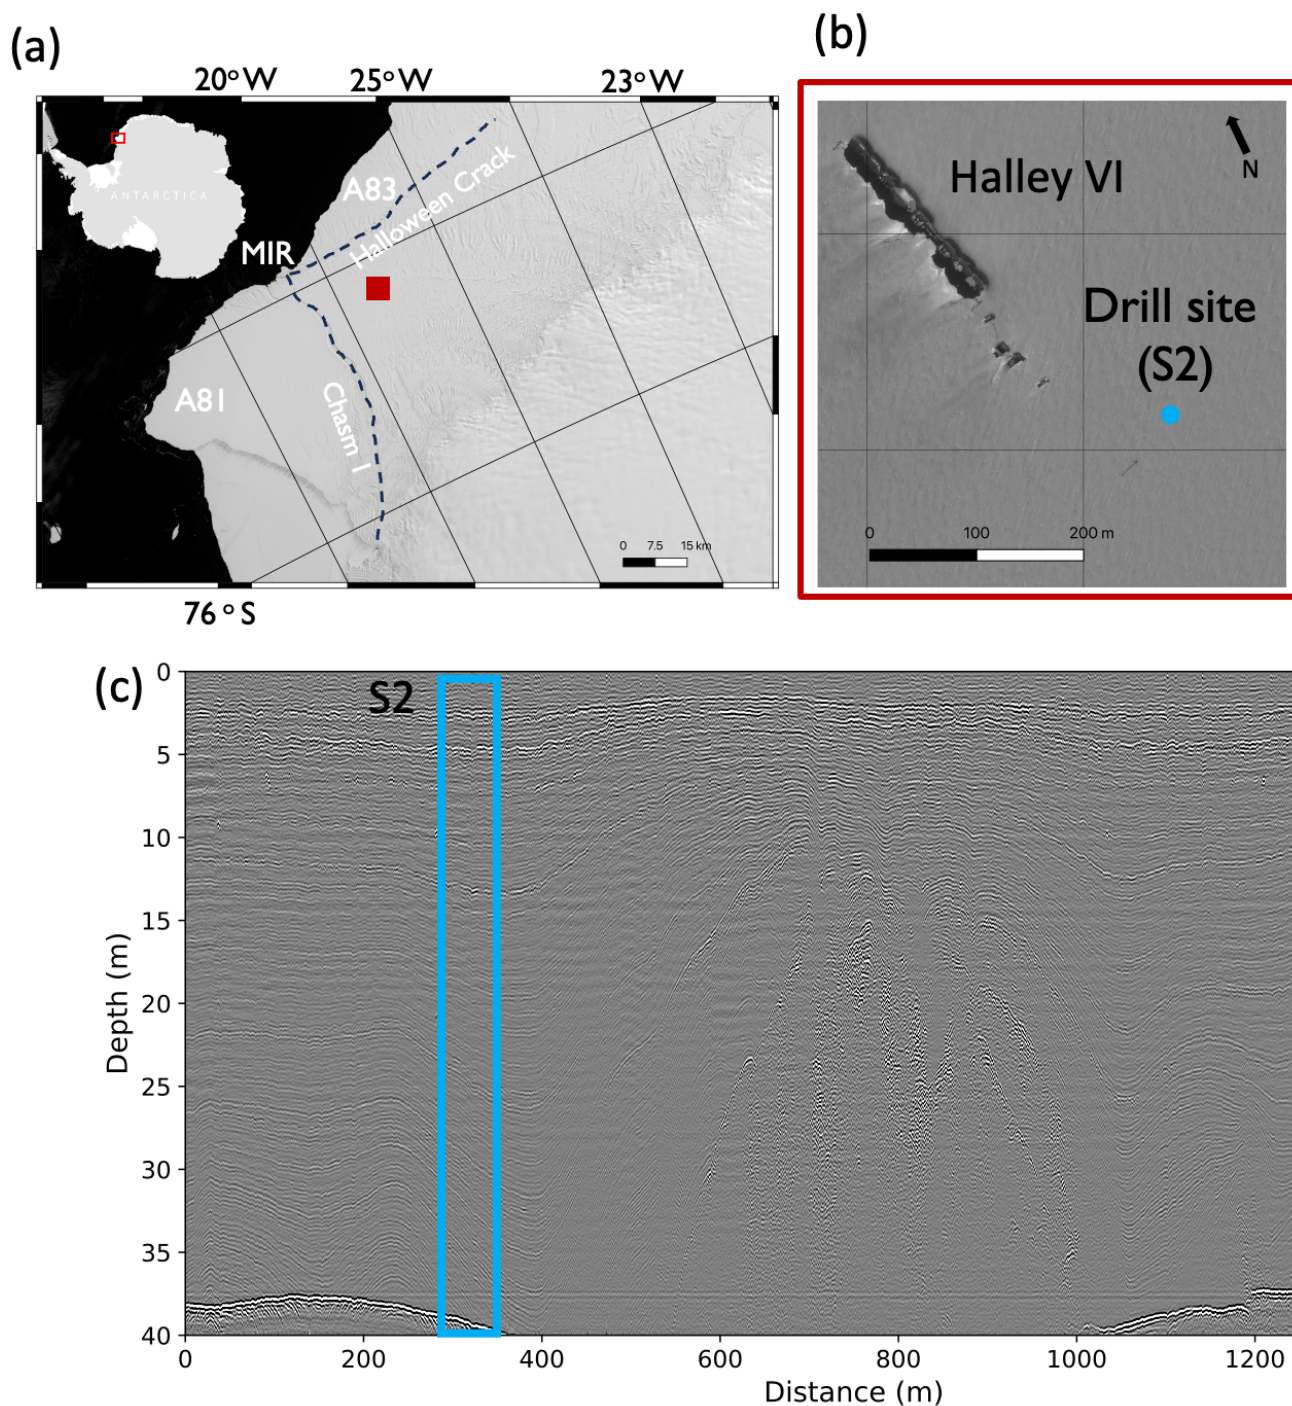 (a)
20°W
25°W
23°W
ANTARCTICA
A83
Halloween Crack
MIR
A81
Chasm 1
0 7.5 15 km
76°S
(b)
N
Halley VI
Drill site
(S2)
0 100 200 m
(c)
S2
Depth (m)
0
5
10
15
20
25
30
35
40
0 200 400 600 800 1000 1200
Distance (m)